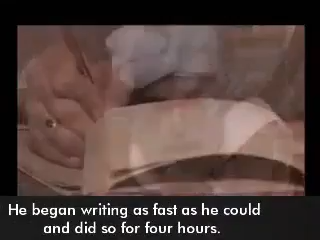 He began writing as fast as he could
and did so for four hours.